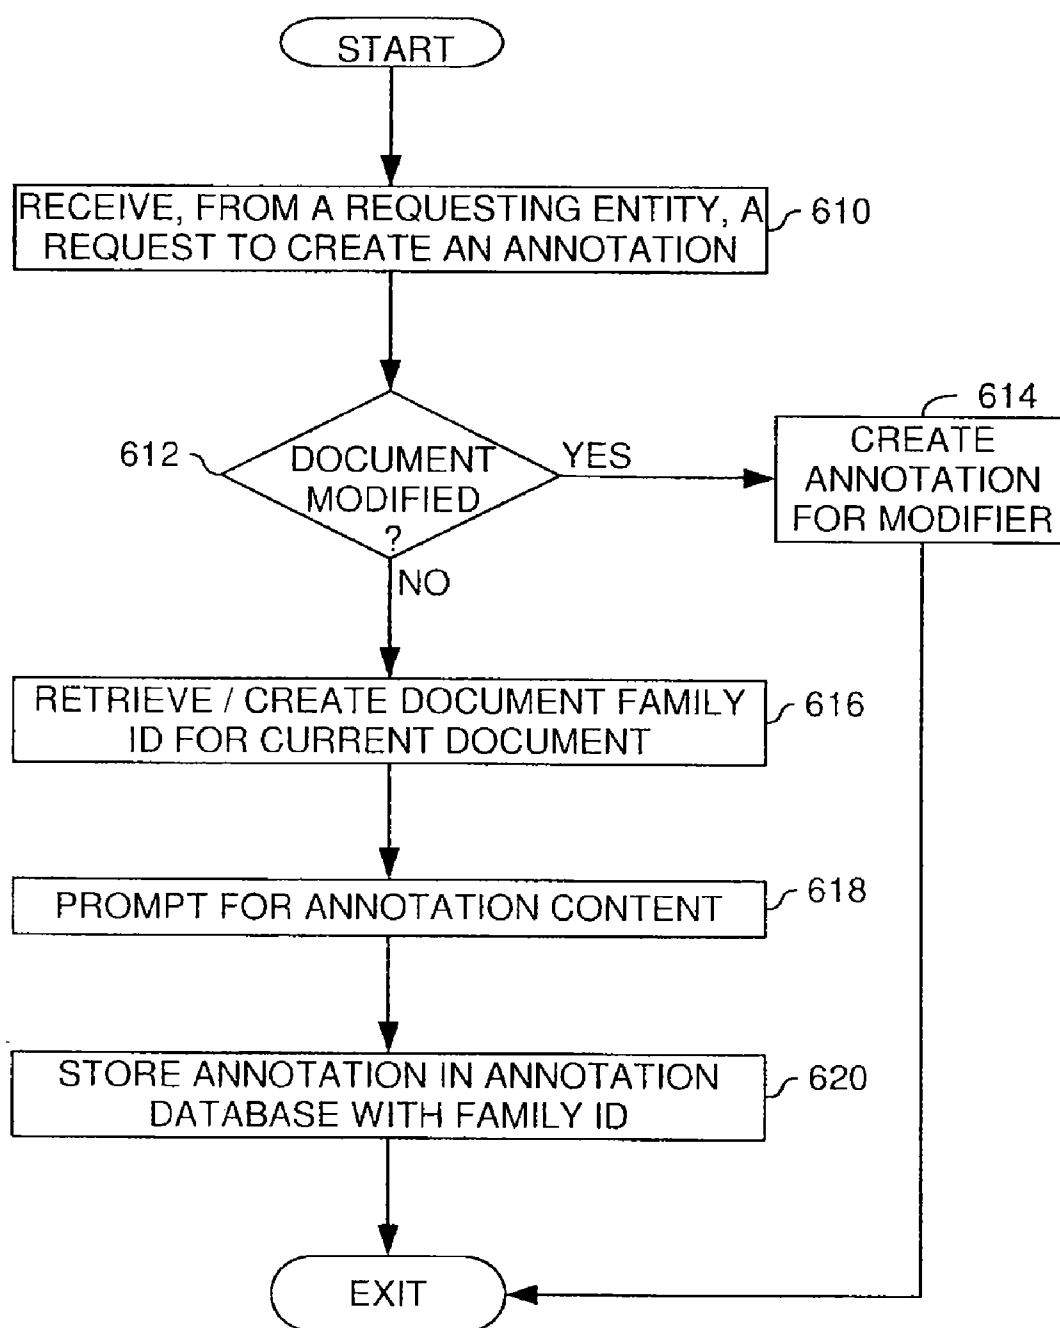 START
RECEIVE, FROM A REQUESTING ENTITY, A
REQUEST TO CREATE AN ANNOTATION
610
612
DOCUMENT
MODIFIED
?
YES
614
CREATE
ANNOTATION
FOR MODIFIER
NO
RETRIEVE / CREATE DOCUMENT FAMILY
ID FOR CURRENT DOCUMENT
616
PROMPT FOR ANNOTATION CONTENT
618
STORE ANNOTATION IN ANNOTATION
DATABASE WITH FAMILY ID
620
EXIT